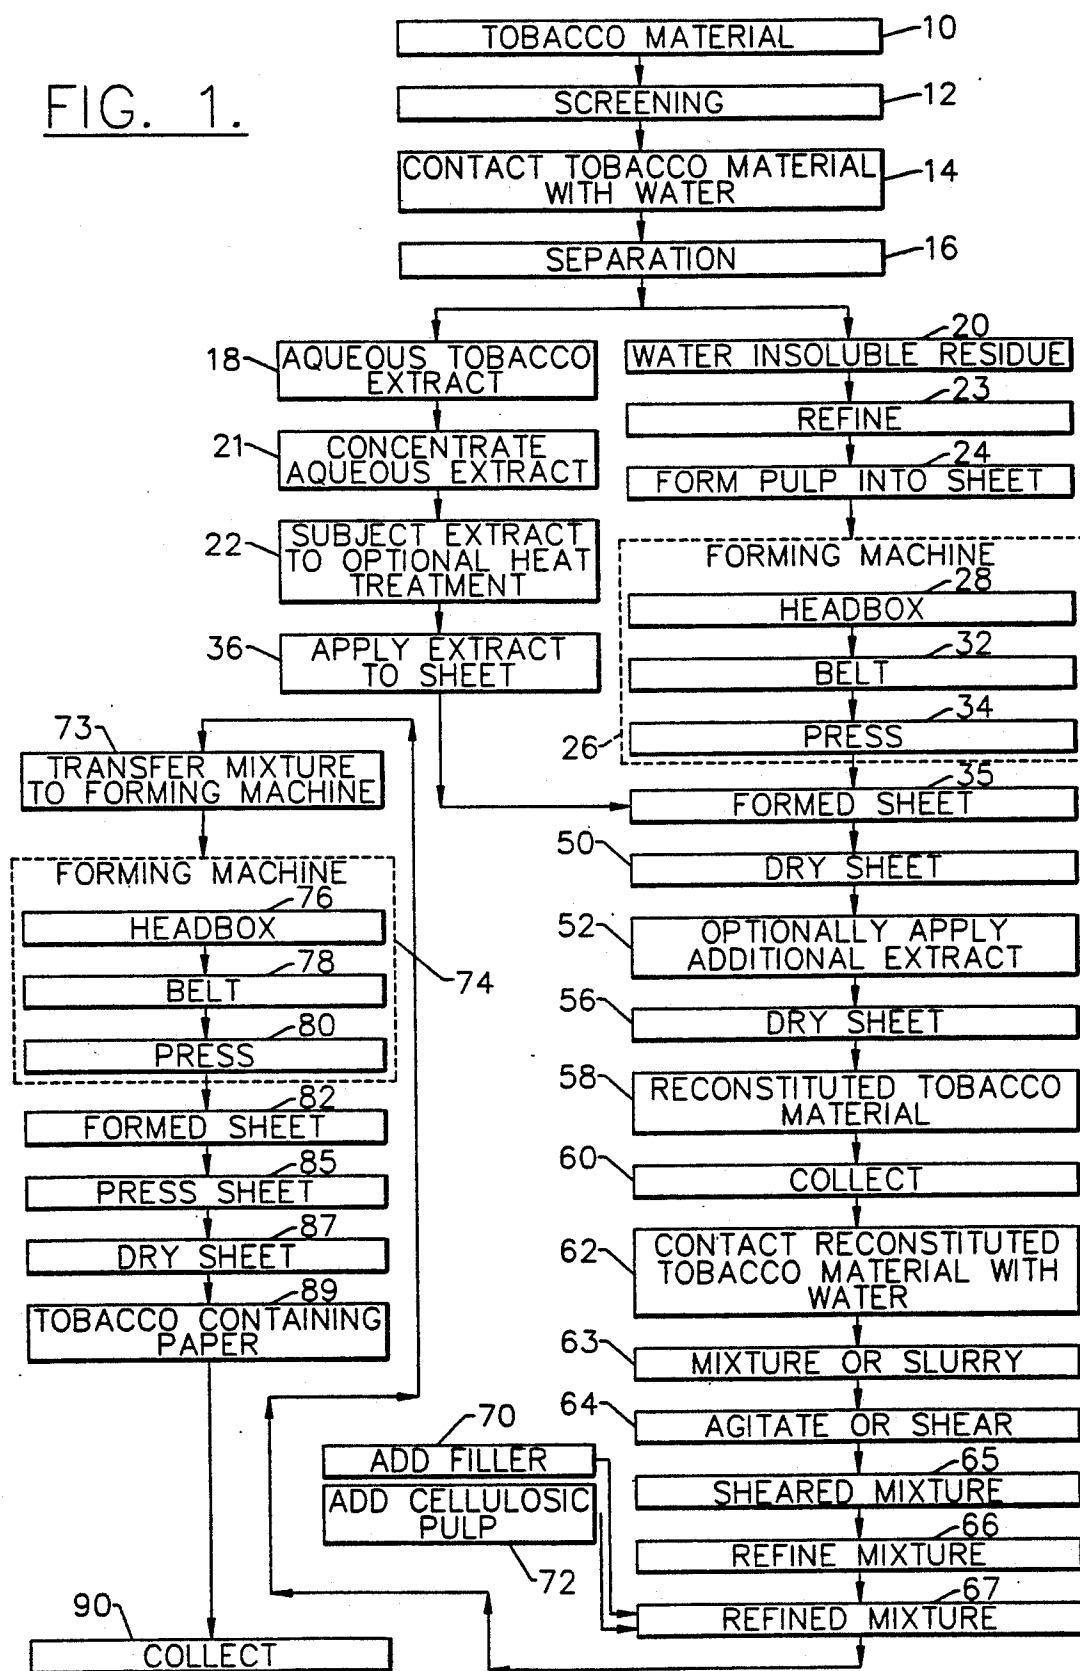 FIG. 1.
TOBACCO MATERIAL
10
SCREENING
12
CONTACT TOBACCO MATERIAL
WITH WATER
14
SEPARATION
16
18
AQUEOUS TOBACCO
EXTRACT
21
CONCENTRATE
AQUEOUS EXTRACT
22
SUBJECT EXTRACT
TO OPTIONAL HEAT
TREATMENT
36
APPLY EXTRACT
TO SHEET
20
WATER INSOLUBLE RESIDUE
23
REFINE
24
FORM PULP INTO SHEET
FORMING MACHINE
28
HEADBOX
32
BELT
34
PRESS
26
35
FORMED SHEET
50
DRY SHEET
52
OPTIONALLY APPLY
ADDITIONAL EXTRACT
56
DRY SHEET
58
RECONSTITUTED TOBACCO
MATERIAL
60
COLLECT
62
CONTACT RECONSTITUTED
TOBACCO MATERIAL WITH
WATER
63
MIXTURE OR SLURRY
64
AGITATE OR SHEAR
65
SHEARED MIXTURE
66
REFINE MIXTURE
67
REFINED MIXTURE
70
ADD FILLER
ADD CELLULOSIC
PULP
72
73
TRANSFER MIXTURE
TO FORMING MACHINE
FORMING MACHINE
76
HEADBOX
78
BELT
74
80
PRESS
82
FORMED SHEET
85
PRESS SHEET
87
DRY SHEET
89
TOBACCO CONTAINING
PAPER
90
COLLECT